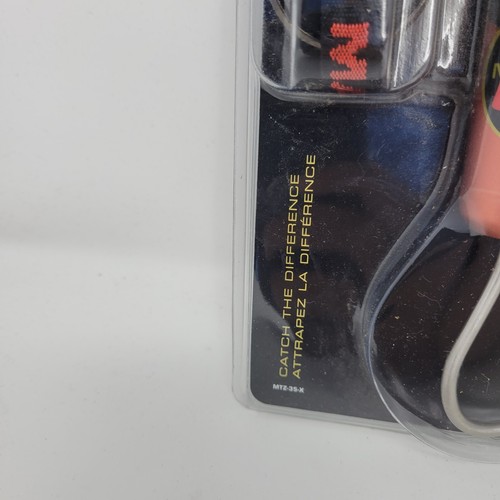 CATCH THE DIFFERENCE
ATTRAPEZ LA DIFFÉRENCE
MTZ-35-X